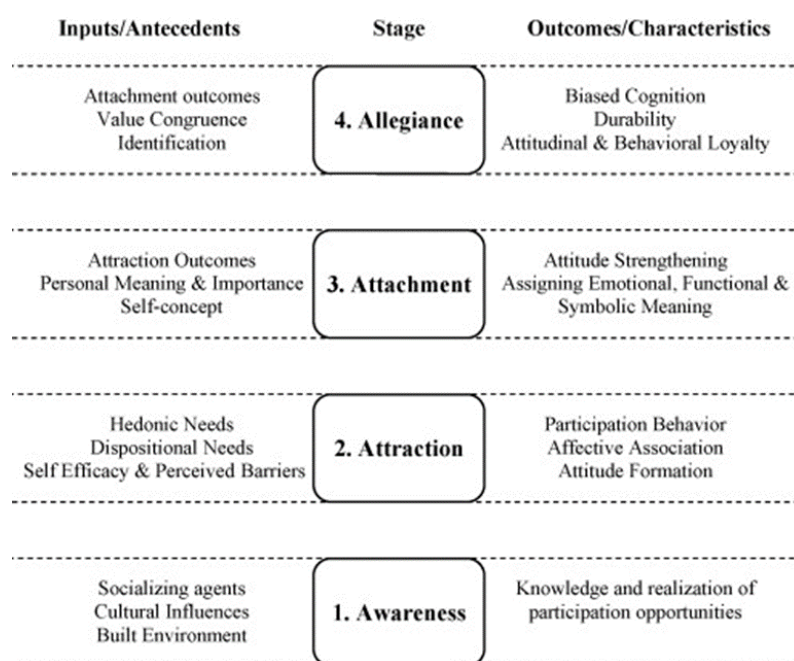 Inputs/Antecedents Stage Outcomes/Characteristics
Attachment outcomes
Value Congruence
Identification
4. Allegiance
Biased Cognition
Durability
Attitudinal & Behavioral Loyalty
Attraction Outcomes
Personal Meaning & Importance
Self-concept
3. Attachment
Attitude Strengthening
Assigning Emotional, Functional &
Symbolic Meaning
Hedonic Needs
Dispositional Needs
Self Efficacy & Perceived Barriers
2. Attraction
Participation Behavior
Affective Association
Attitude Formation
Socializing agents
Cultural Influences
Built Environment
1. Awareness
Knowledge and realization of
participation opportunities